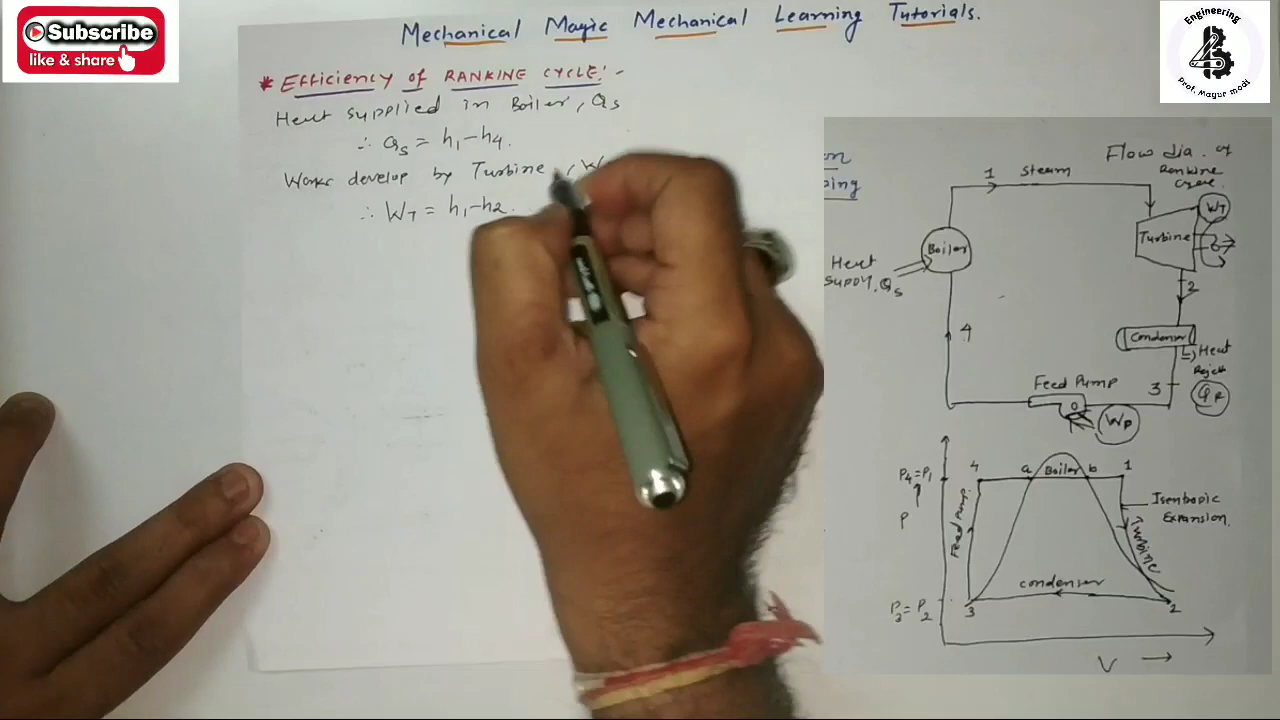 Subscribe
like & share
Mechanical Magic Mechanical Learning Tutorials.
Engineering
Prof. Mayur modi
* EFFICIENCY of RANKINE CYCLE:-
Heat supplied in Boiler, Qs
∴ Qs = h1-h4.
Work develop by Turbine, W
∴ WT = h1-h2.
Flow dia. of
Rankine
Cycle.
1 Steam
WT
Boiler
Turbine
Heat
Supply, Qs
2
Condenser
4
Heat
Reject
QR
Feed Pump
3
WP
P4=P1
4
a
Boiler
b
1
Isentropic
Expansion.
P
Feed Pump
Turbine
condenser
P3=P2
3
2
V